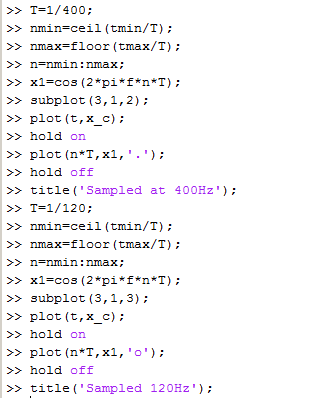 >> T=1/400;
>> nmin=ceil(tmin/T);
>> nmax=floor(tmax/T);
>> n=nmin:nmax;
>> x1=cos(2*pi*f*n*T);
>> subplot(3,1,2);
>> plot(t,x_c);
>> hold on
>> plot(n*T,x1,'.');
>> hold off
>> title('Sampled at 400Hz');
>> T=1/120;
>> nmin=ceil(tmin/T);
>> nmax=floor(tmax/T);
>> n=nmin:nmax;
>> x1=cos(2*pi*f*n*T);
>> subplot(3,1,3);
>> plot(t,x_c);
>> hold on
>> plot(n*T,x1,'o');
>> hold off
>> title('Sampled 120Hz');